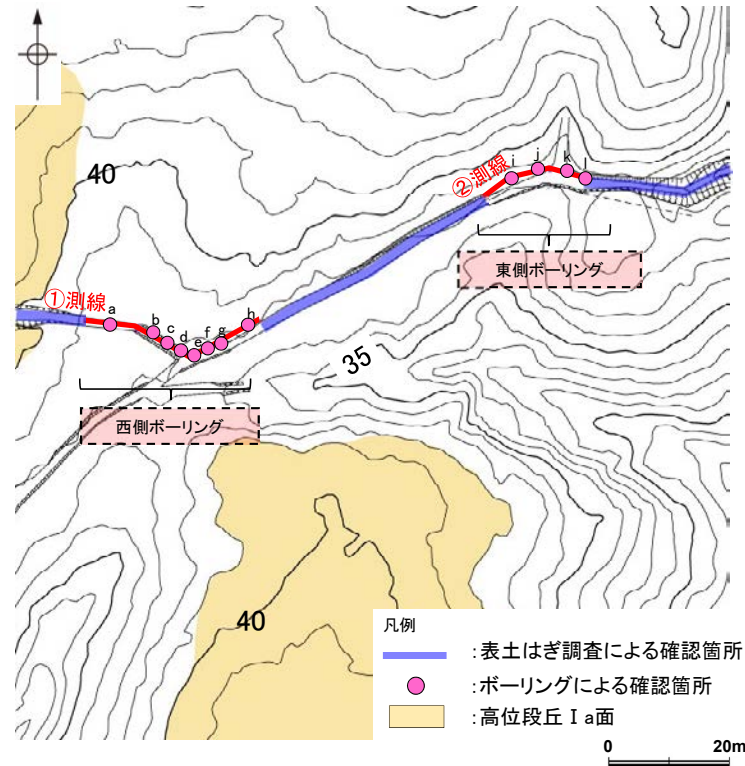 40
②測線
i
j
k
l
東側ボーリング
①測線
a
b
c
d
e
f
g
h
35
西側ボーリング
40
凡例
：表土はぎ調査による確認箇所
：ボーリングによる確認箇所
：高位段丘Ⅰa面
0 20m